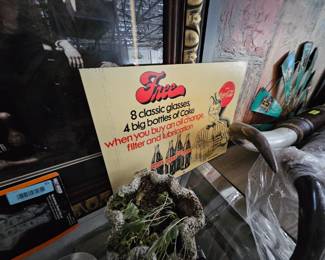 Free
8 classic glasses,
4 big bottles of Coke
when you buy an oil change,
filter and lubrication